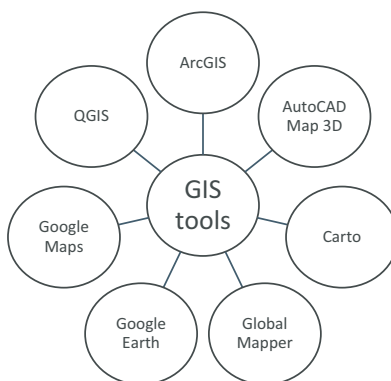 ArcGIS
AutoCAD
Map 3D
QGIS
GIS
tools
Google
Maps
Carto
Google
Earth
Global
Mapper